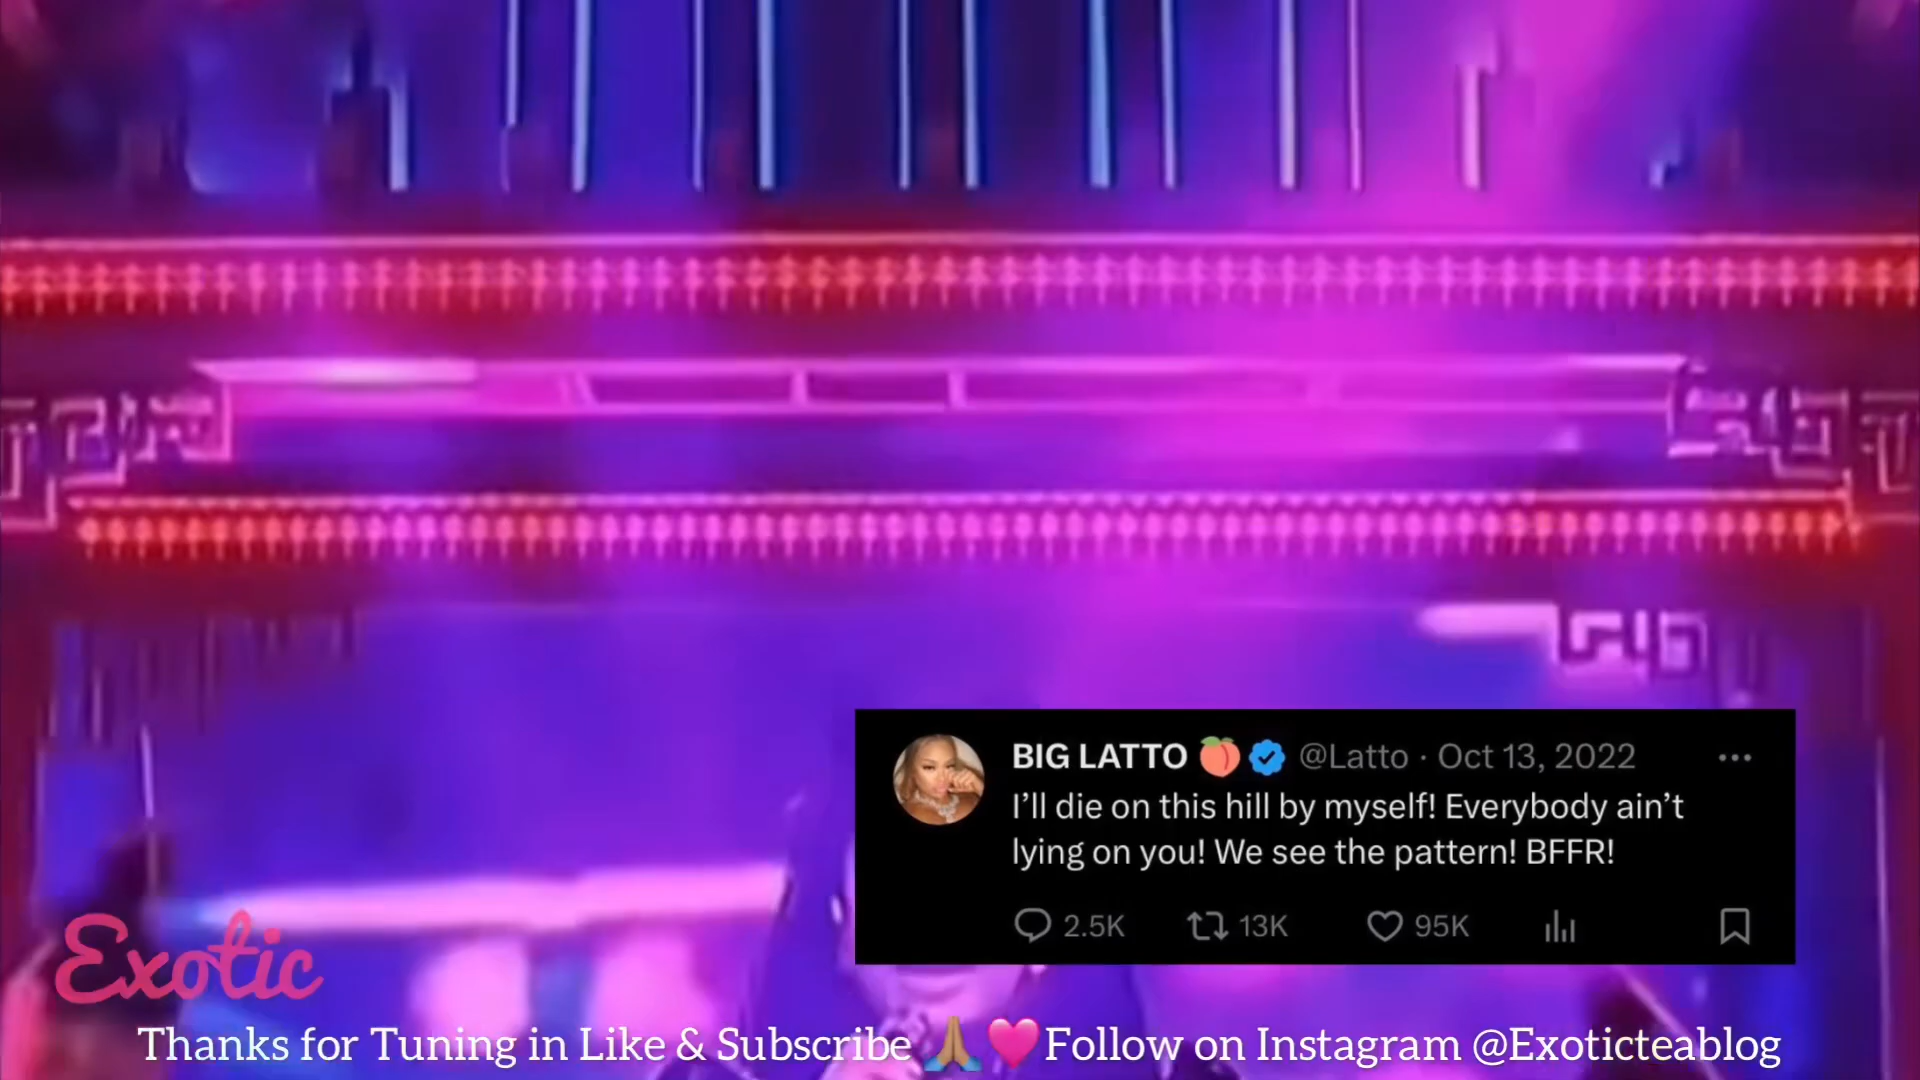 BIG LATTO 🍑 @Latto · Oct 13, 2022
I’ll die on this hill by myself! Everybody ain’t
lying on you! We see the pattern! BFFR!
2.5K 13K 95K
Exotic
Thanks for Tuning in Like & Subscribe 🙏🏽💗Follow on Instagram @Exoticteablog